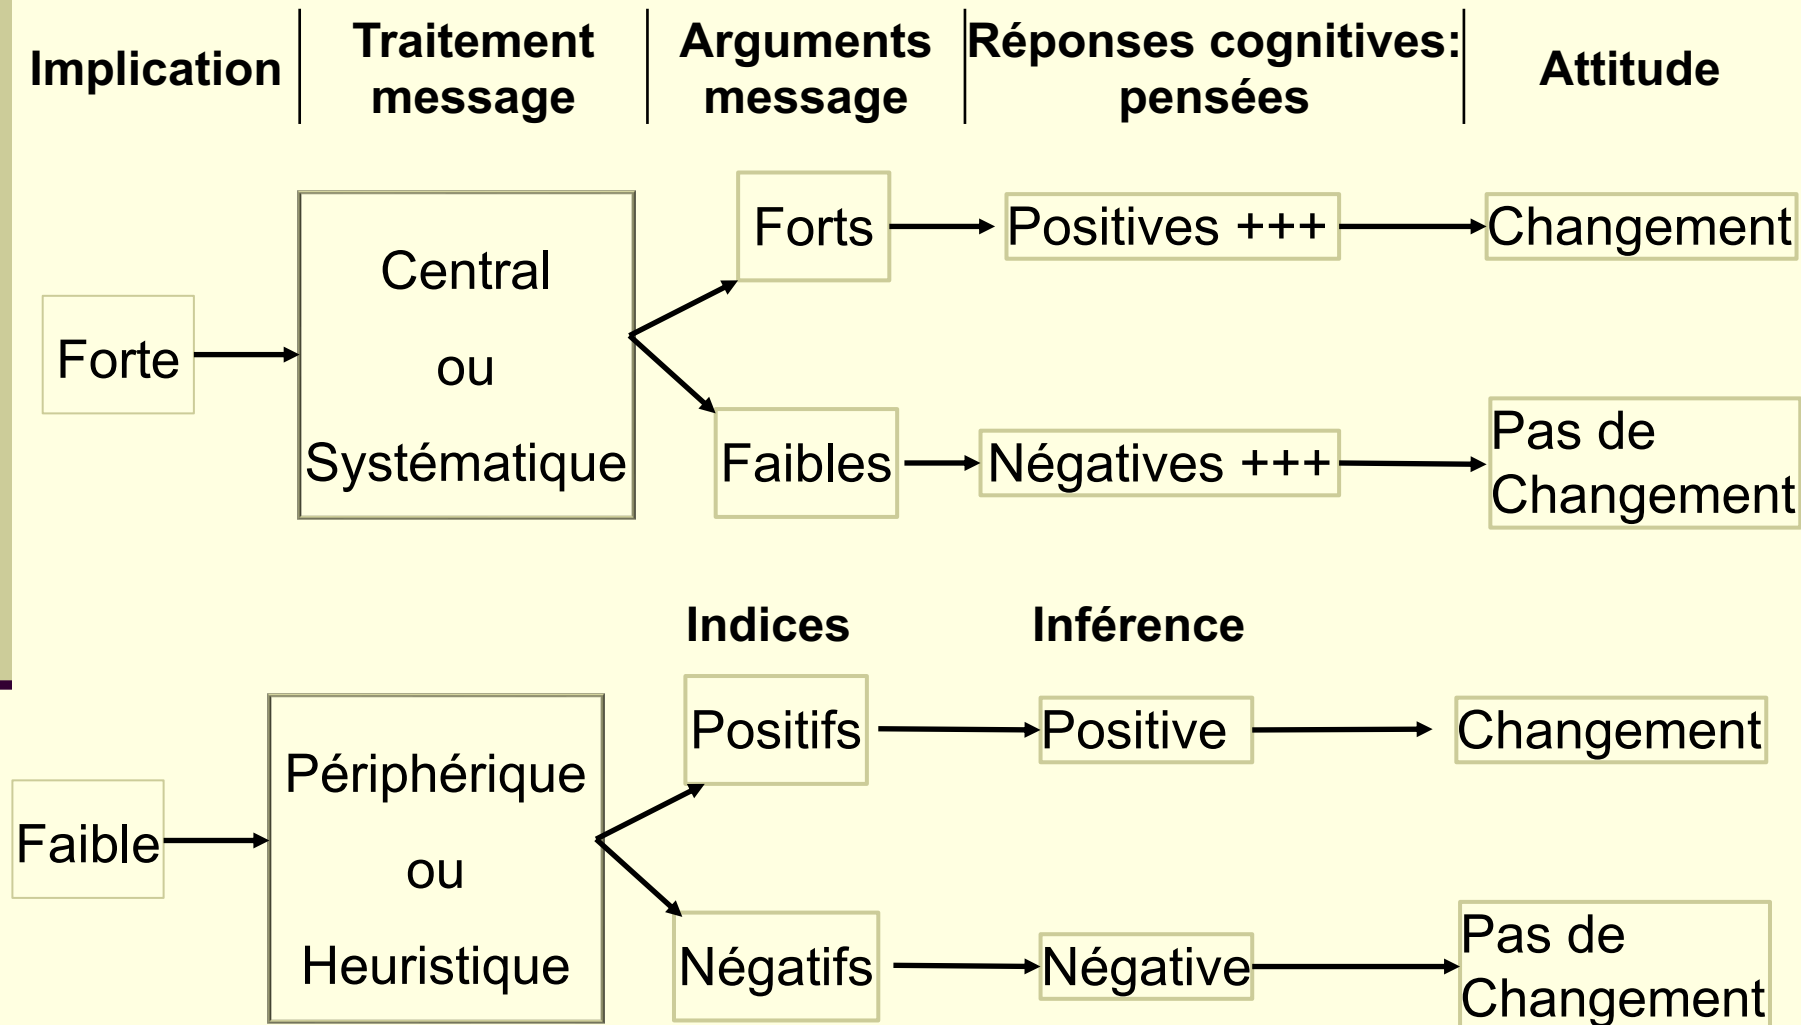 Implication
Traitement
message
Arguments
message
Réponses cognitives:
pensées
Attitude
Forte
Central
ou
Systématique
Forts
Positives +++
Changement
Faibles
Négatives +++
Pas de
Changement
Indices
Inférence
Faible
Périphérique
ou
Heuristique
Positifs
Positive
Changement
Négatifs
Négative
Pas de
Changement